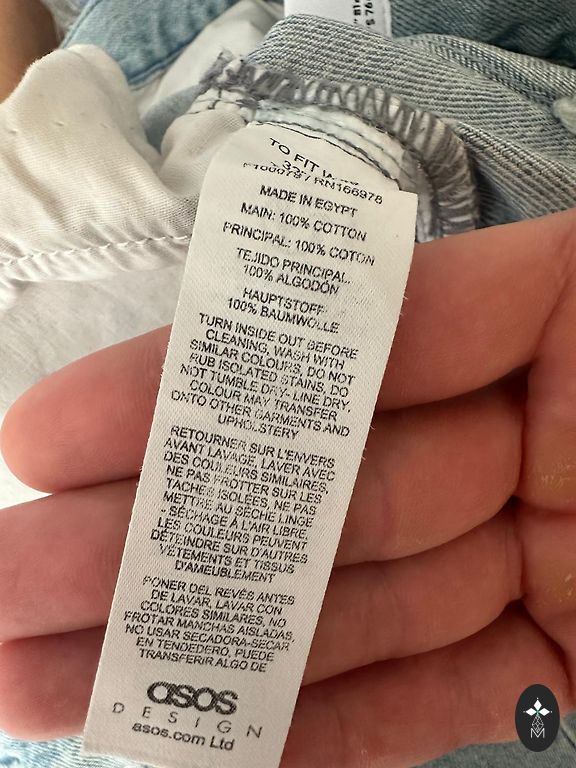 TO FIT
F1000797 RN166978
MADE IN EGYPT
MAIN: 100% COTTON
PRINCIPAL: 100% COTON
TEJIDO PRINCIPAL.
100% ALGODÓN
HAUPTSTOFF:
100% BAUMWOLLE
TURN INSIDE OUT BEFORE
CLEANING, WASH WITH
SIMILAR COLOURS, DO NOT
RUB ISOLATED STAINS, DO
NOT TUMBLE DRY- LINE DRY.
COLOUR MAY TRANSFER
ONTO OTHER GARMENTS AND
UPHOLSTERY
RETOURNER SUR L'ENVERS
AVANT LAVAGE, LAVER AVEC
DES COULEURS SIMILAIRES,
NE PAS FROTTER SUR LES
TACHES ISOLÉES, NE PAS
METTRE AU SÈCHE LINGE
- SÉCHAGE À L'AIR LIBRE,
LES COULEURS PEUVENT
DÉTEINDRE SUR D'AUTRES
VÊTEMENTS ET TISSUS
D'AMEUBLEMENT
PONER DEL REVÉS ANTES
DE LAVAR, LAVAR CON
COLORES SIMILARES, NO
FROTAR MANCHAS AISLADAS,
NO USAR SECADORA-SECAR
EN TENDEDERO, PUEDE
TRANSFERIR ALGO DE
asos
DESIGN
asos.com Ltd
M